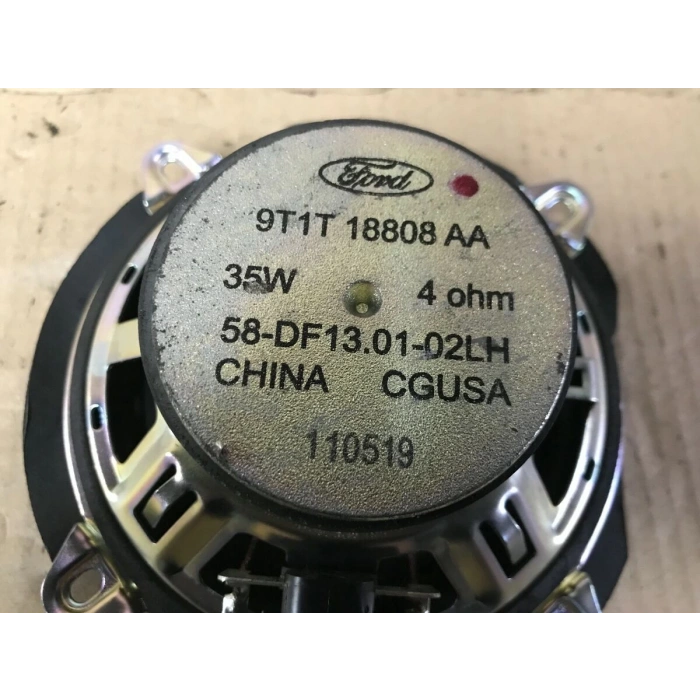 Ford
9T1T 18808 AA
35W 4 ohm
58-DF13.01-02LH
CHINA CGUSA
110519